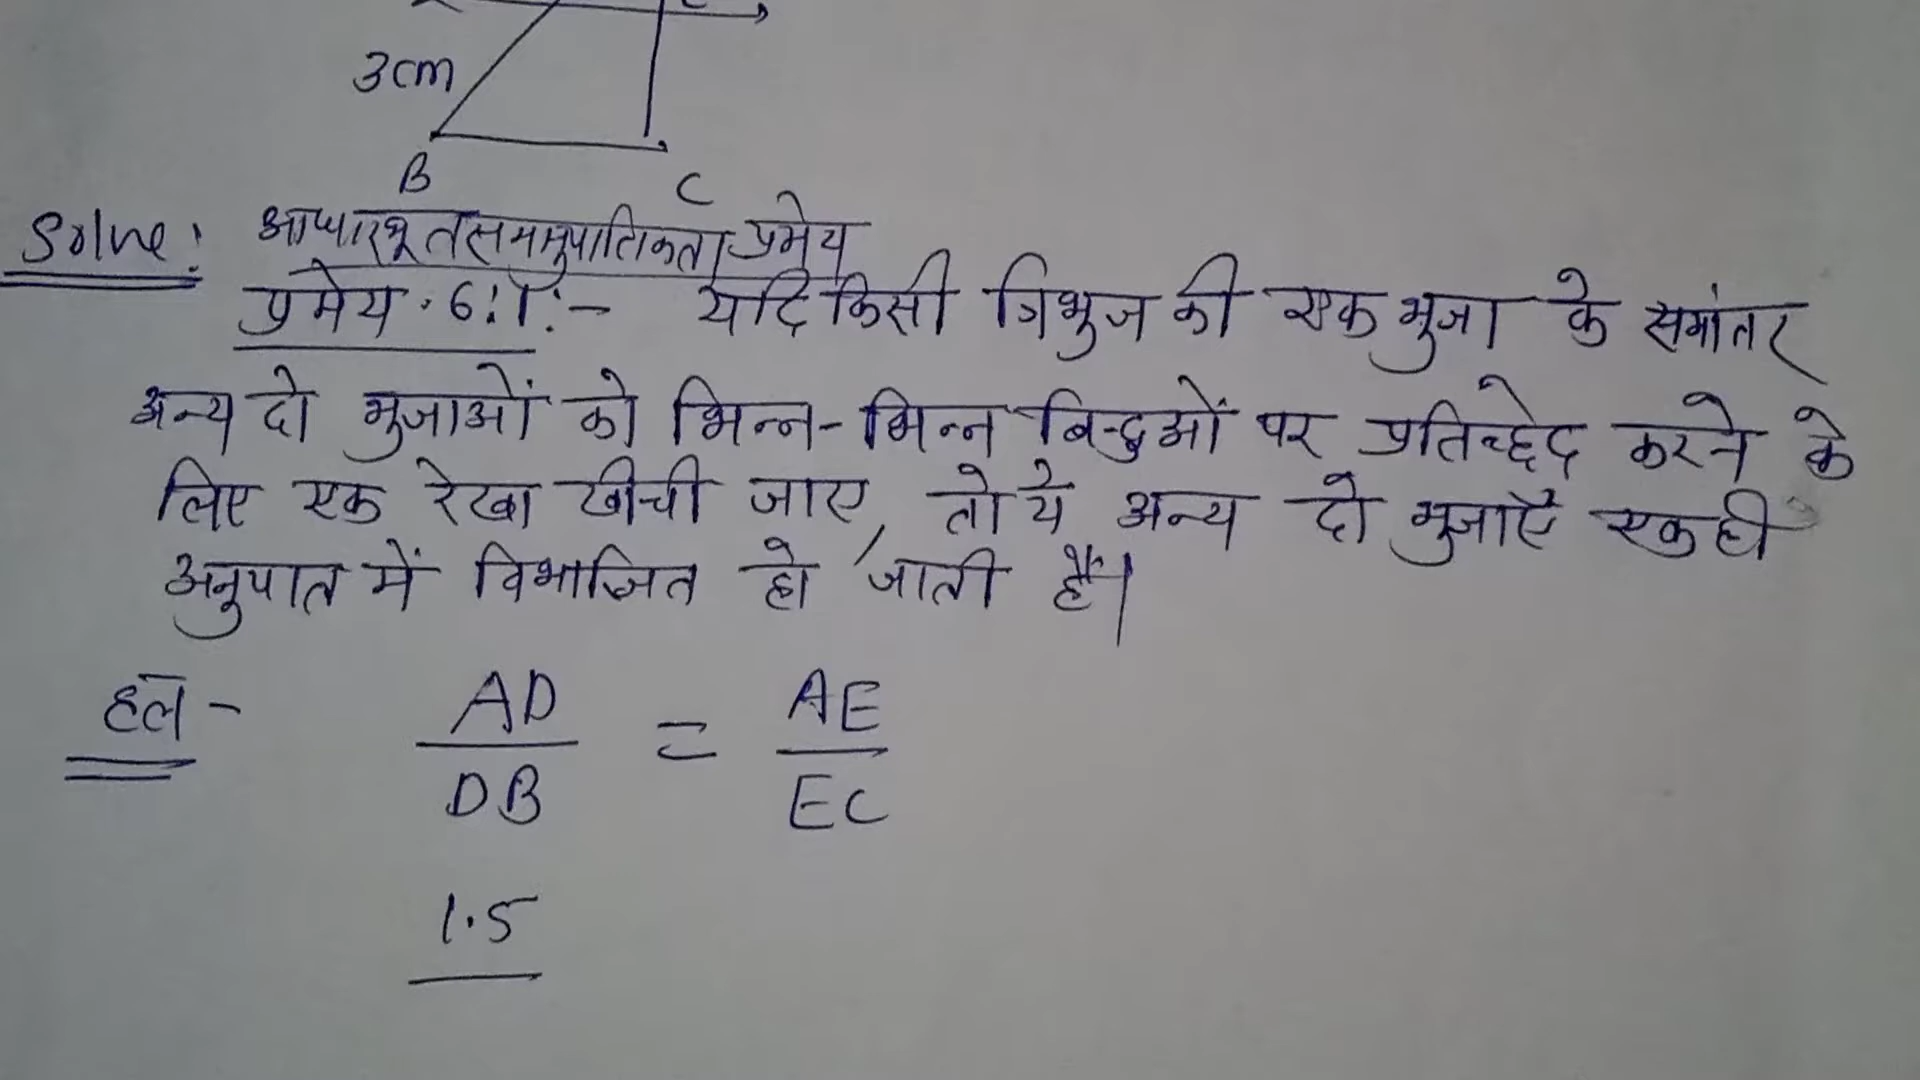 3cm
B
C
Solve: आधारभूत समानुपातिकता प्रमेय
प्रमेय · 6.1:- यदि किसी त्रिभुज की एक भुजा के समांतर
अन्य दो भुजाओं को भिन्न-भिन्न बिन्दुओं पर प्रतिच्छेद करने के
लिए एक रेखा खींची जाए, तो ये अन्य दो भुजाएँ एक ही
अनुपात में विभाजित हो जाती हैं।
हल - AD = AE
DB EC
1.5